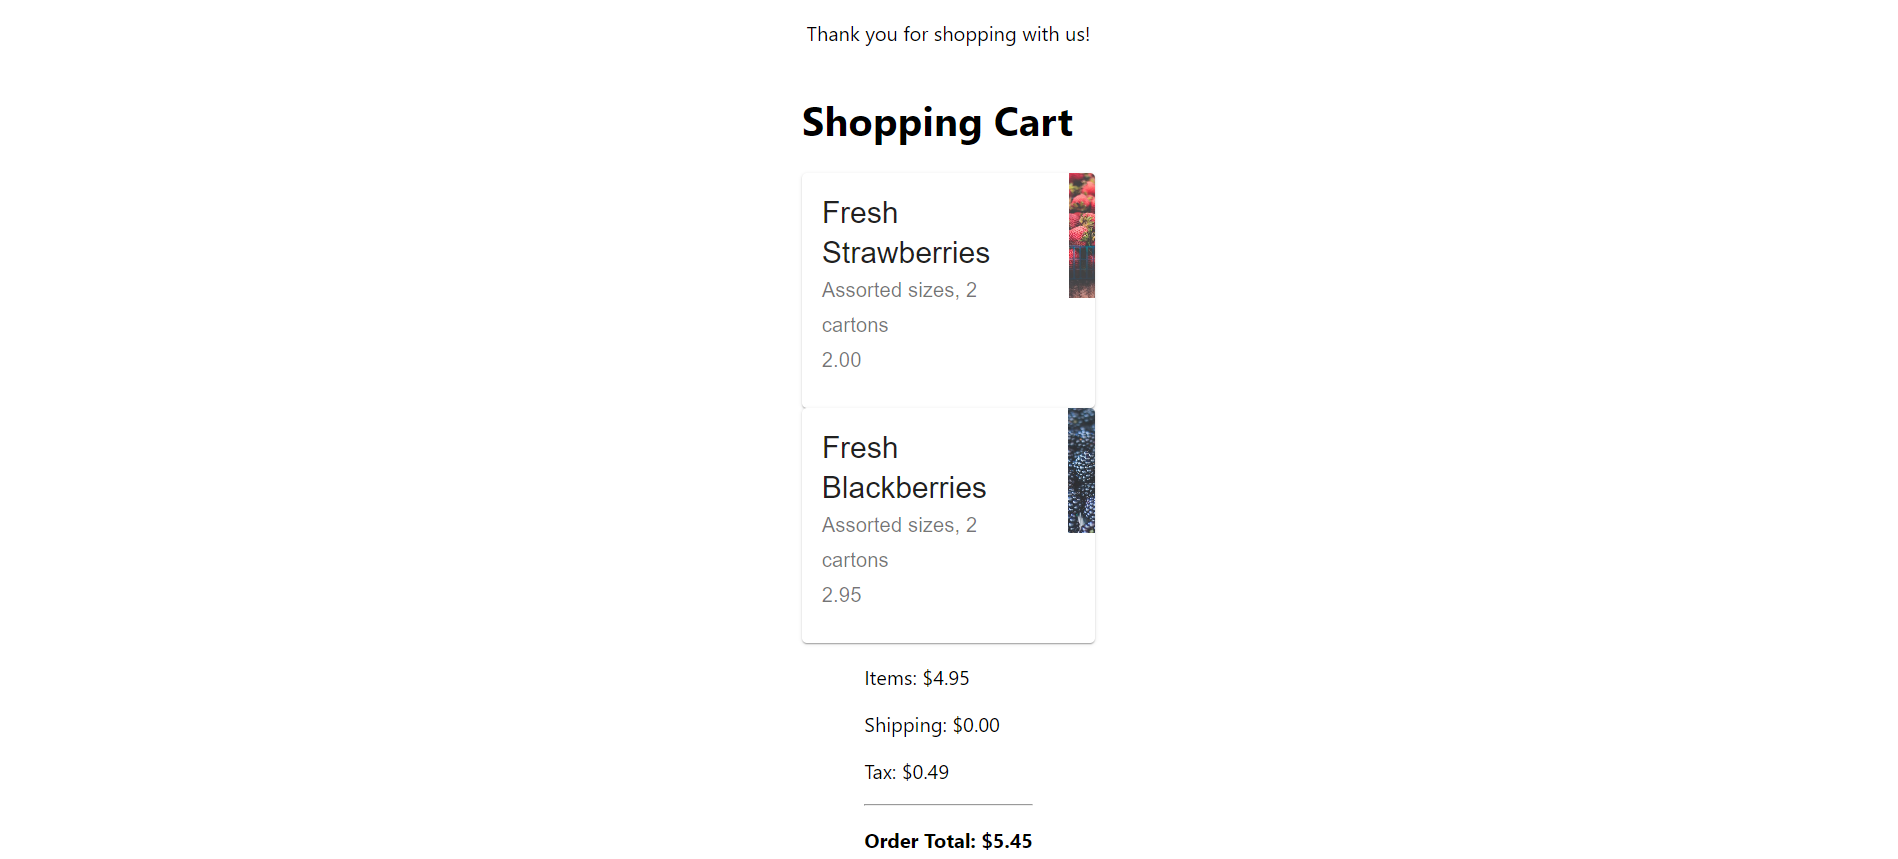 Thank you for shopping with us!
Shopping Cart
Fresh
Strawberries
Assorted sizes, 2
cartons
2.00
Fresh
Blackberries
Assorted sizes, 2
cartons
2.95
Items: $4.95
Shipping: $0.00
Tax: $0.49
Order Total: $5.45